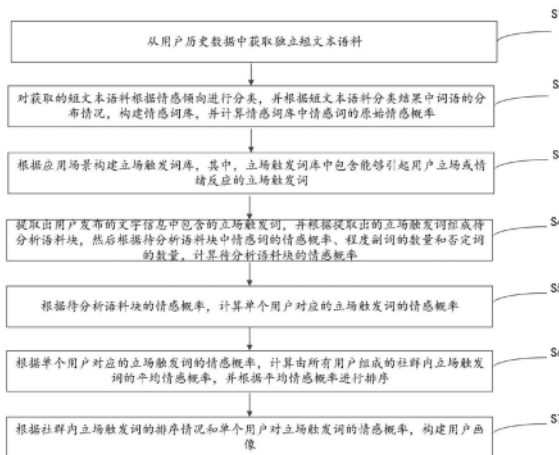 从用户历史数据中获取独立短文本语料
S1
对获取的短文本语料根据情感倾向进行分类，并根据短文本语料分类结果中词语的分
布情况，构建情感词库，并计算情感词库中情感词的原始情感概率
S
根据应用场景构建立场触发词库，其中，立场触发词库中包含能够引起用户立场或情
绪反应的立场触发词
S
提取出用户发布的文字信息中包含的立场触发词，并根据提取出的立场触发词组成待
分析语料块，然后根据待分析语料块中情感词的情感概率、程度副词的数量和否定词
的数量，计算待分析语料块的情感概率
S4
根据待分析语料块的情感概率，计算单个用户对应的立场触发词的情感概率
S5
根据单个用户对应的立场触发词的情感概率，计算由所有用户组成的社群内立场触发
词的平均情感概率，并根据平均情感概率进行排序
S6
根据社群内立场触发词的排序情况和单个用户对立场触发词的情感概率，构建用户画
像
S7